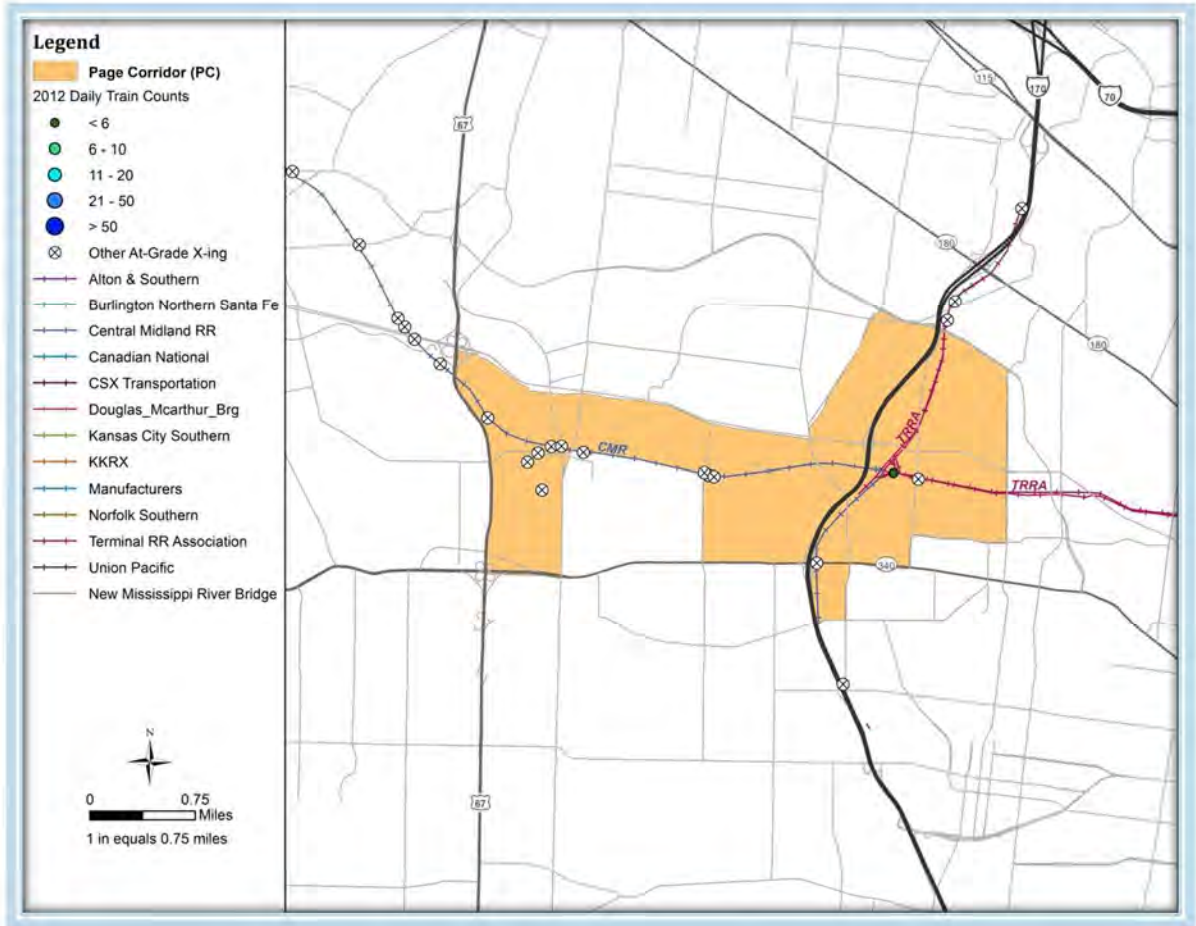 Legend
Page Corridor (PC)
2012 Daily Train Counts
< 6
6 - 10
11 - 20
21 - 50
> 50
Other At-Grade X-ing
Alton & Southern
Burlington Northern Santa Fe
Central Midland RR
Canadian National
CSX Transportation
Douglas_Mcarthur_Brg
Kansas City Southern
KKRX
Manufacturers
Norfolk Southern
Terminal RR Association
Union Pacific
New Mississippi River Bridge
N
0 0.75
Miles
1 in equals 0.75 miles
115
170
70
67
180
180
TRRA
CMR
TRRA
340
67